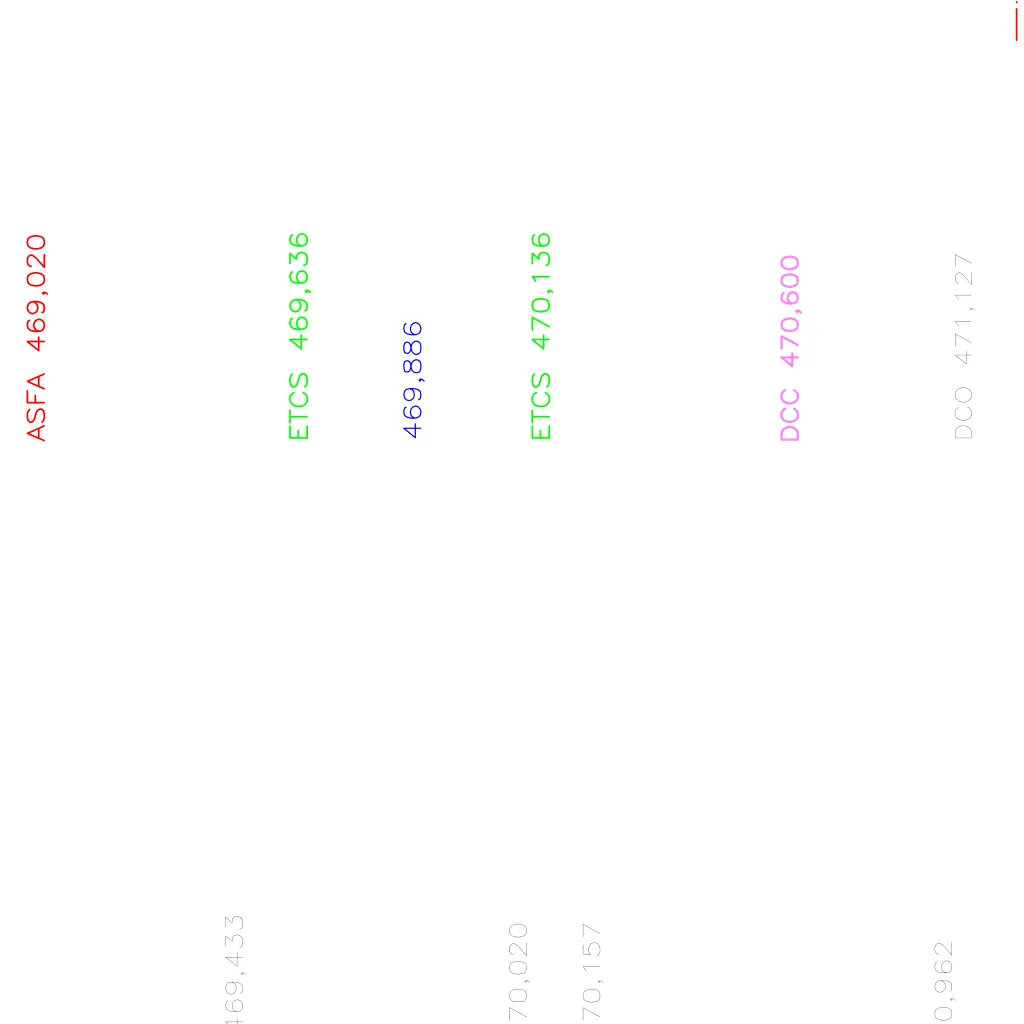 ASFA 469,020
ETCS 469,636
469,886
ETCS 470,136
DCC 470,600
DCO 471,127
469,433
70,020
70,157
0,962